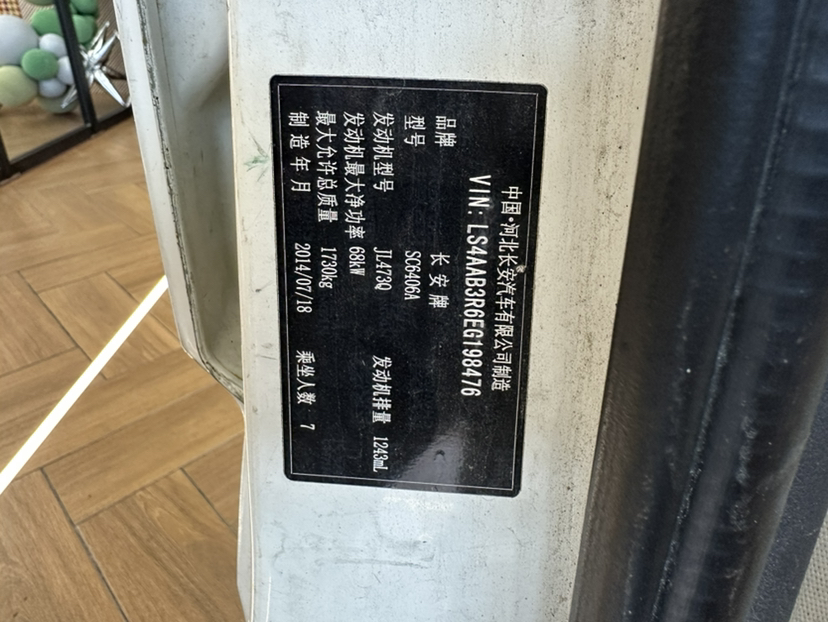 中国·河北长安汽车有限公司制造
VIN: LS4AAB3R6EG198476
品牌 长安牌
型号 SC6406A
发动机型号 JL473Q 发动机排量 1243mL
发动机最大净功率 68kW
最大允许总质量 1730kg
制造年月 2014/07/18 乘坐人数 7